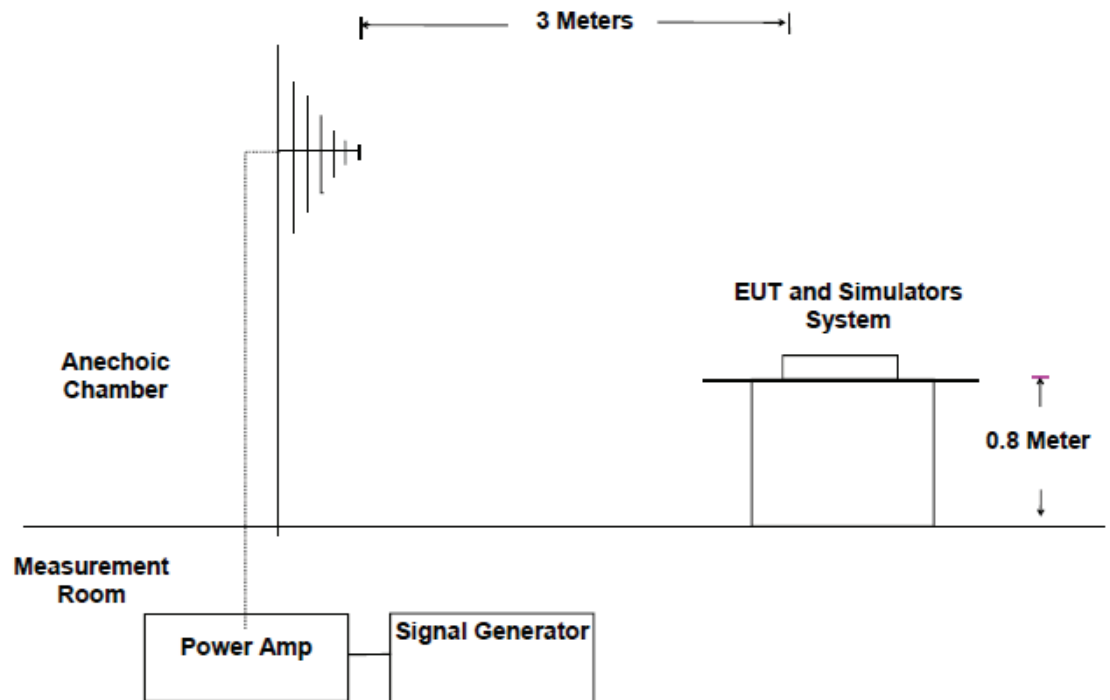 3 Meters
EUT and Simulators
System
Anechoic
Chamber
0.8 Meter
Measurement
Room
Power Amp
Signal Generator